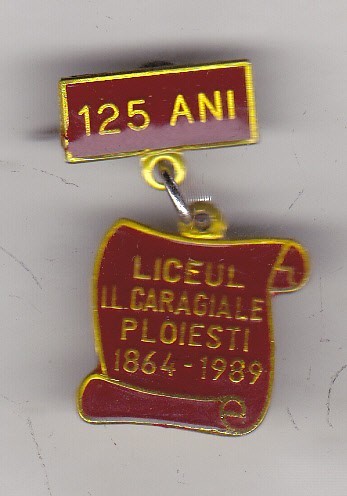 125 ANI
LICEUL
IL.CARAGIALE
PLOIESTI
1864-1989